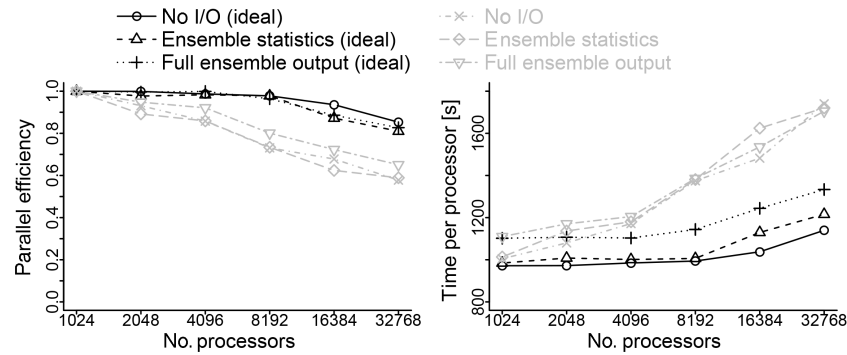 No I/O (ideal)
Ensemble statistics (ideal)
Full ensemble output (ideal)
No I/O
Ensemble statistics
Full ensemble output
Parallel efficiency
1.0
0.8
0.6
0.4
0.2
0.0
1024 2048 4096 8192 16384 32768
No. processors
Time per processor [s]
1600
1200
800
1024 2048 4096 8192 16384 32768
No. processors